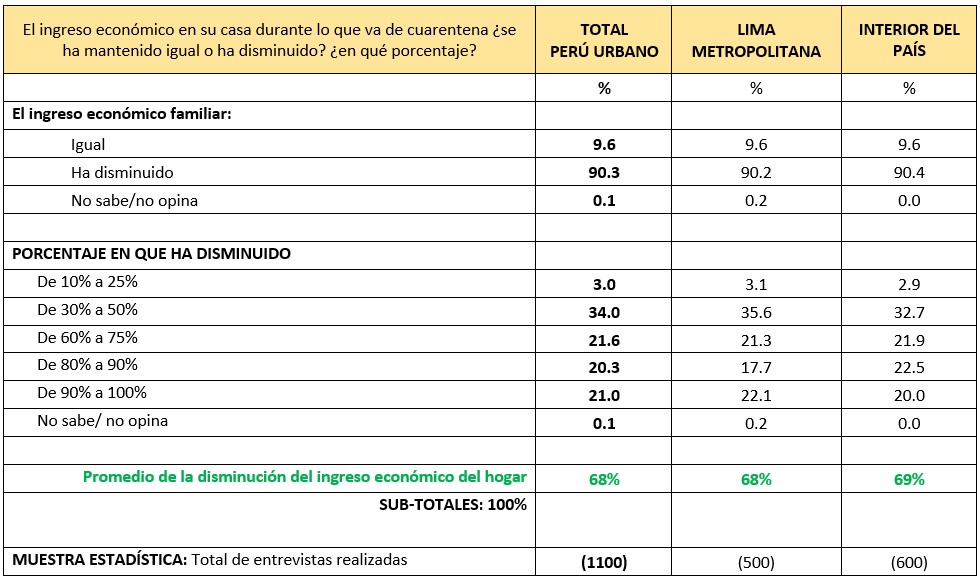 El ingreso económico en su casa durante lo que va de cuarentena ¿se ha mantenido igual o ha disminuido? ¿en qué porcentaje? TOTAL PERÚ URBANO LIMA METROPOLITANA INTERIOR DEL PAÍS
% % %
El ingreso económico familiar:
Igual 9.6 9.6 9.6
Ha disminuido 90.3 90.2 90.4
No sabe/no opina 0.1 0.2 0.0
PORCENTAJE EN QUE HA DISMINUIDO
De 10% a 25% 3.0 3.1 2.9
De 30% a 50% 34.0 35.6 32.7
De 60% a 75% 21.6 21.3 21.9
De 80% a 90% 20.3 17.7 22.5
De 90% a 100% 21.0 22.1 20.0
No sabe/ no opina 0.1 0.2 0.0
Promedio de la disminución del ingreso económico del hogar 68% 68% 69%
SUB-TOTALES: 100%
MUESTRA ESTADÍSTICA: Total de entrevistas realizadas (1100) (500) (600)